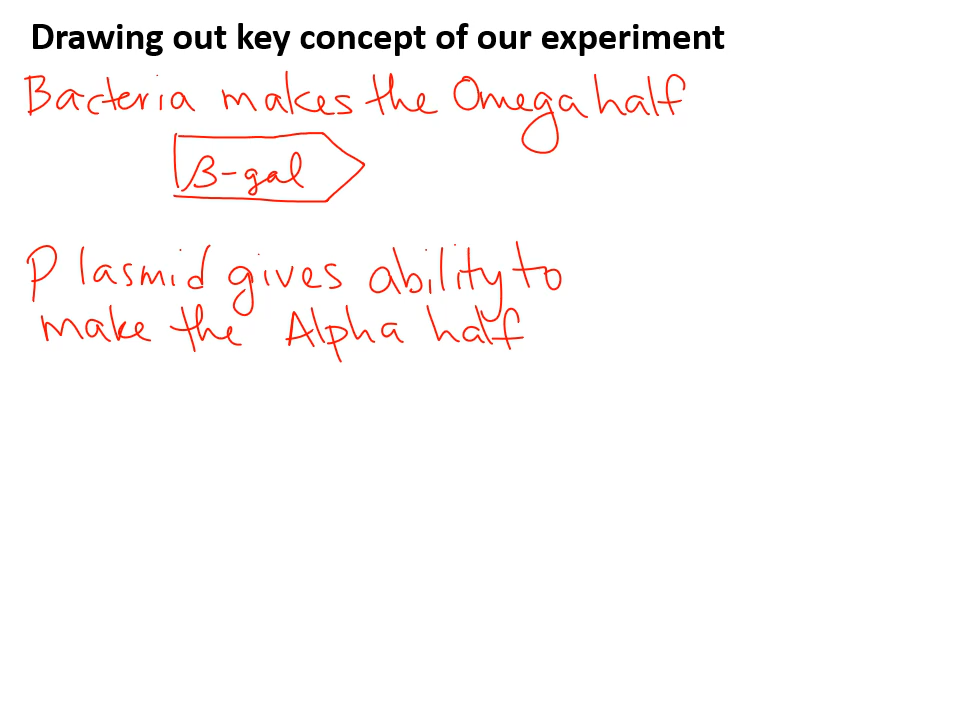 Drawing out key concept of our experiment
Bacteria makes the Omega half
β-gal
Plasmid gives ability to
make the Alpha half